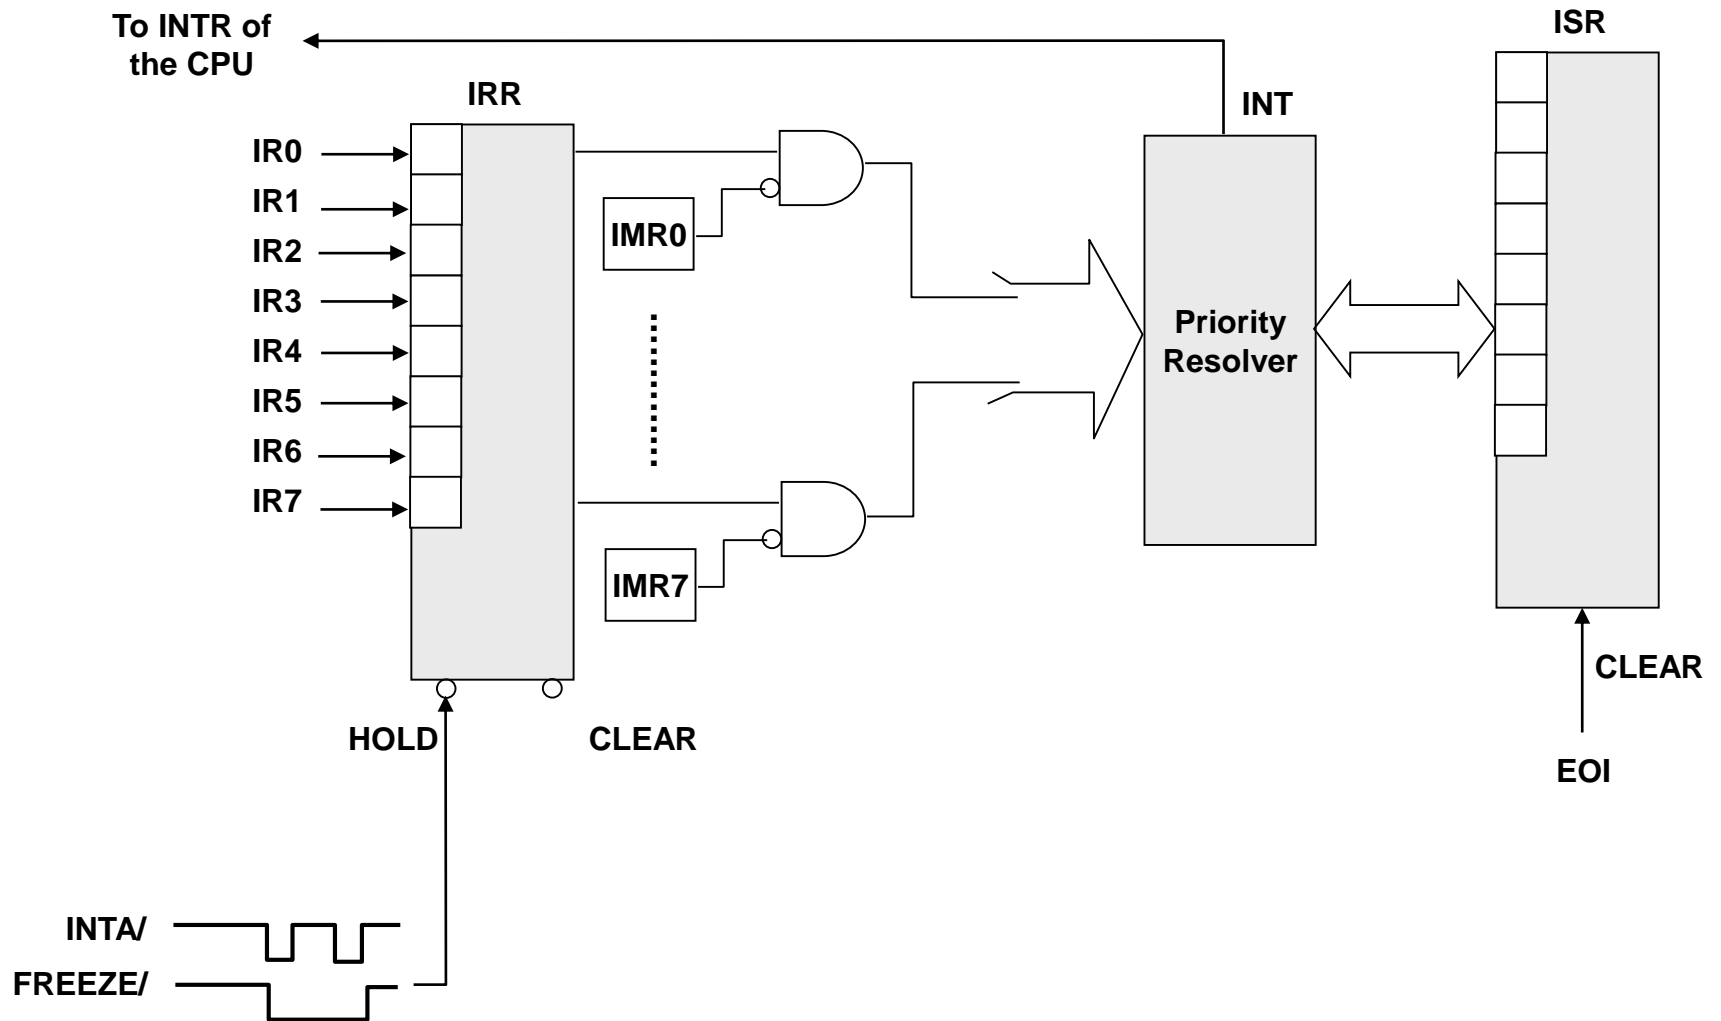 To INTR of
the CPU
ISR
IRR
INT
IR0
IR1
IR2
IR3
IR4
IR5
IR6
IR7
IMR0
Priority
Resolver
IMR7
CLEAR
HOLD
CLEAR
EOI
INTA/
FREEZE/